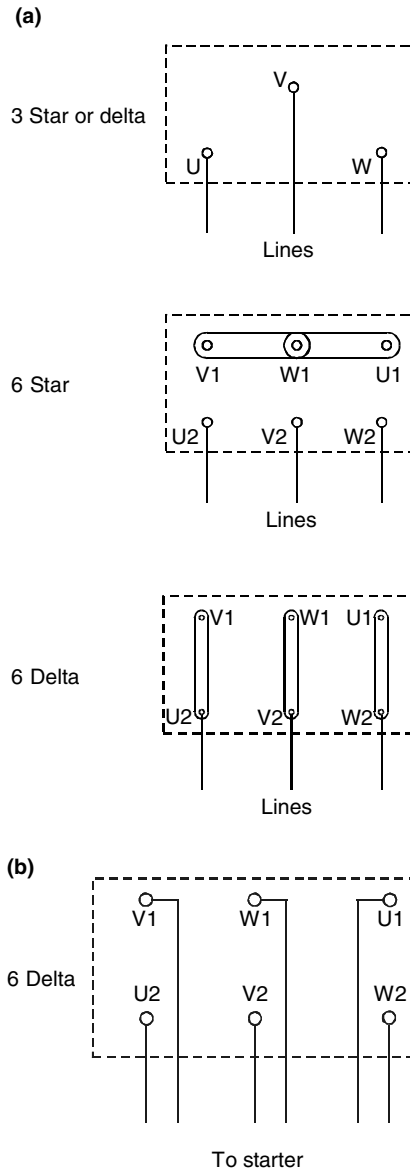 (a)
3 Star or delta
V
U W
Lines
6 Star
V1 W1 U1
U2 V2 W2
Lines
6 Delta
V1 W1 U1
U2 V2 W2
Lines
(b)
6 Delta
V1 W1 U1
U2 V2 W2
To starter